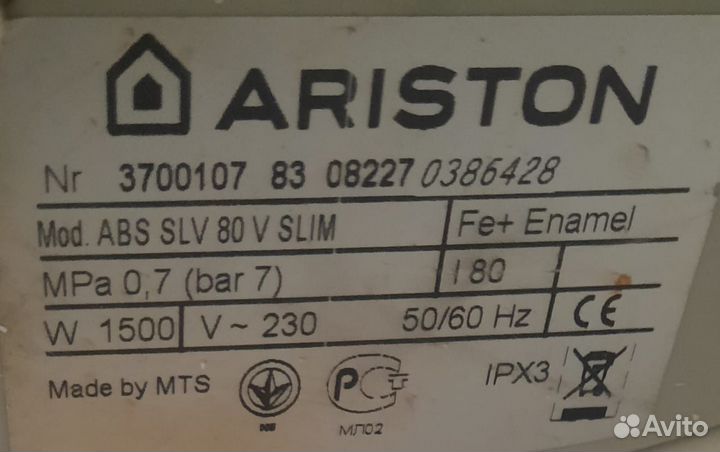 ARISTON
Nr 3700107 83 08227 0386428
Mod. ABS SLV 80 V SLIM Fe+ Enamel
MPa 0,7 (bar 7) l 80
W 1500 V~ 230 50/60 Hz CE
Made by MTS PC IPX3
МЛ02
Avito